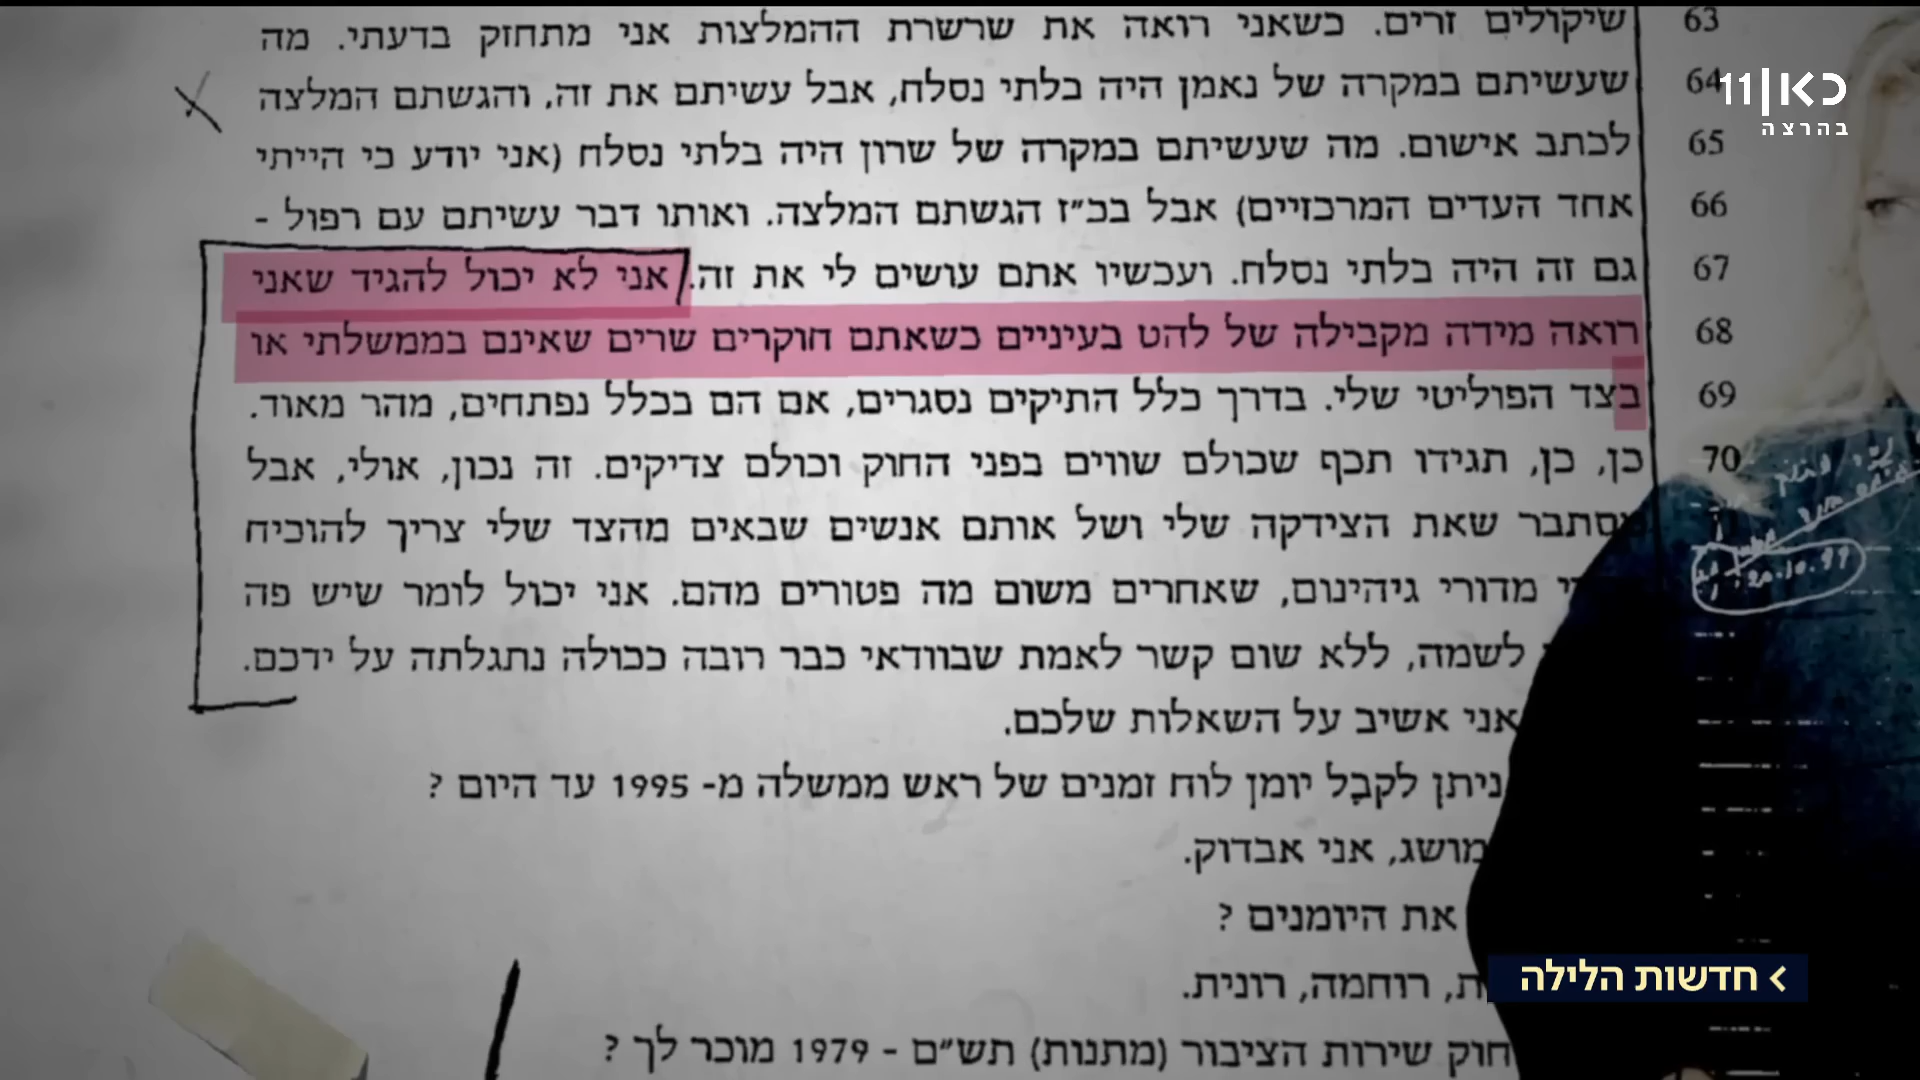 63 שיקולים זרים. כשאני רואה את שרשרת ההמלצות אני מתחזק בדעתי. מה
64 שעשיתם במקרה של נאמן היה בלתי נסלח, אבל עשיתם את זה, והגשתם המלצה
כאן 11
בהרצה
65 לכתב אישום. מה שעשיתם במקרה של שרון היה בלתי נסלח (אני יודע כי הייתי
66 אחד העדים המרכזיים) אבל בכ״ז הגשתם המלצה. ואותו דבר עשיתם עם רפול -
67 גם זה היה בלתי נסלח. ועכשיו אתם עושים לי את זה. אני לא יכול להגיד שאני
68 רואה מידה מקבילה של להט בעיניים כשאתם חוקרים שרים שאינם בממשלתי או
69 בצד הפוליטי שלי. בדרך כלל התיקים נסגרים, אם הם בכלל נפתחים, מהר מאוד.
70 כן, כן, תגידו תכף שכולם שווים בפני החוק וכולם צדיקים. זה נכון, אולי, אבל
מסתבר שאת הצידקה שלי ושל אותם אנשים שבאים מהצד שלי צריך להוכיח
מדורי גיהינום, שאחרים משום מה פטורים מהם. אני יכול לומר שיש פה
20.10.99
לשמה, ללא שום קשר לאמת שבוודאי כבר רובה ככולה נתגלתה על ידכם.
אני אשיב על השאלות שלכם.
ניתן לקבל יומן לוח זמנים של ראש ממשלה מ- 1995 עד היום ?
מושג, אני אבדוק.
את היומנים ?
רוחמה, רונית.
חוק שירות הציבור (מתנות) תש״ם - 1979 מוכר לך ?
חדשות הלילה